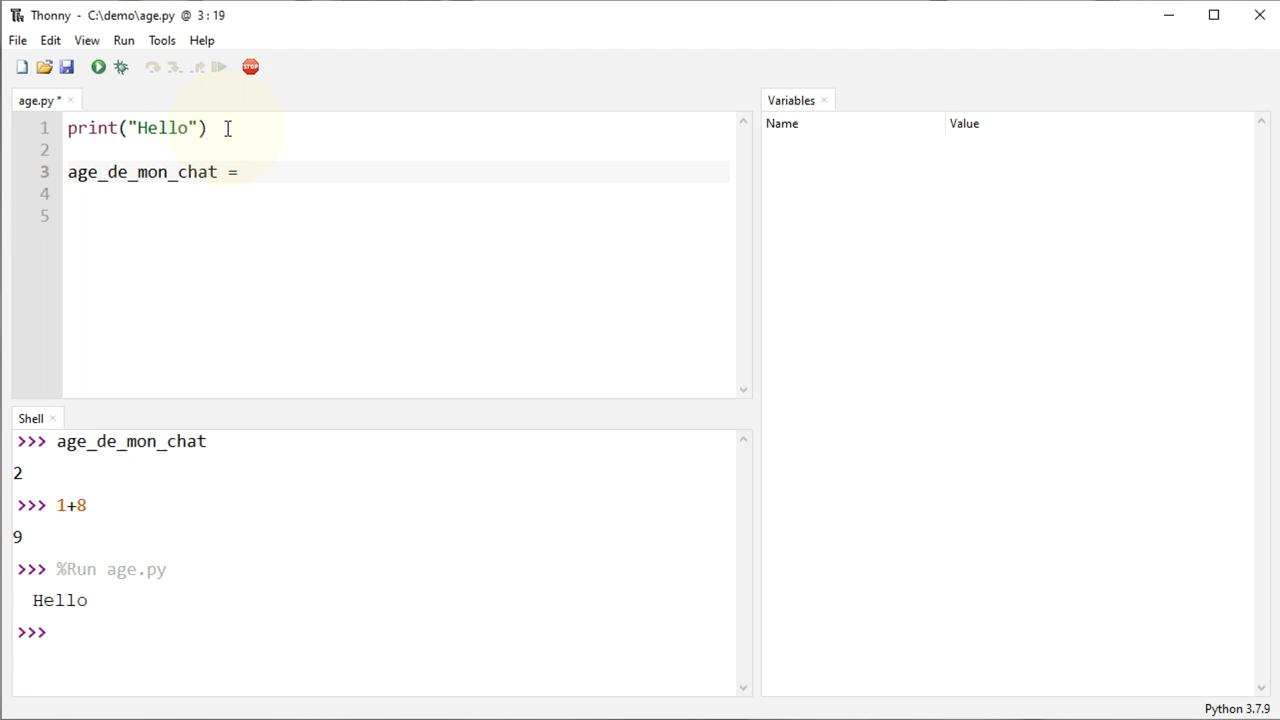 Thonny - C:\demo\age.py @ 3 : 19
File Edit View Run Tools Help
STOP
age.py *
1 print("Hello")
2
3 age_de_mon_chat =
4
5
Variables
Name Value
Shell
>>> age_de_mon_chat
2
>>> 1+8
9
>>> %Run age.py
Hello
>>>
Python 3.7.9